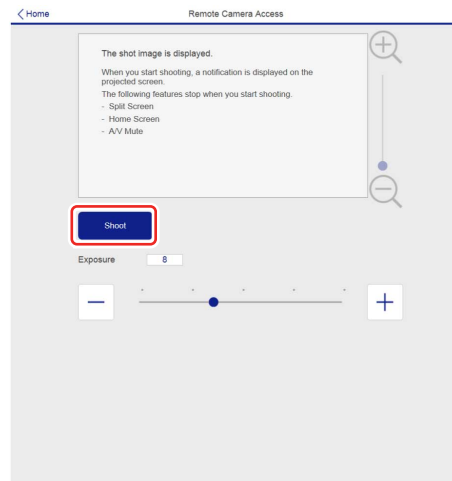 Home
Remote Camera Access
The shot image is displayed.
When you start shooting, a notification is displayed on the
projected screen.
The following features stop when you start shooting.
- Split Screen
- Home Screen
- A/V Mute
Shoot
Exposure
8